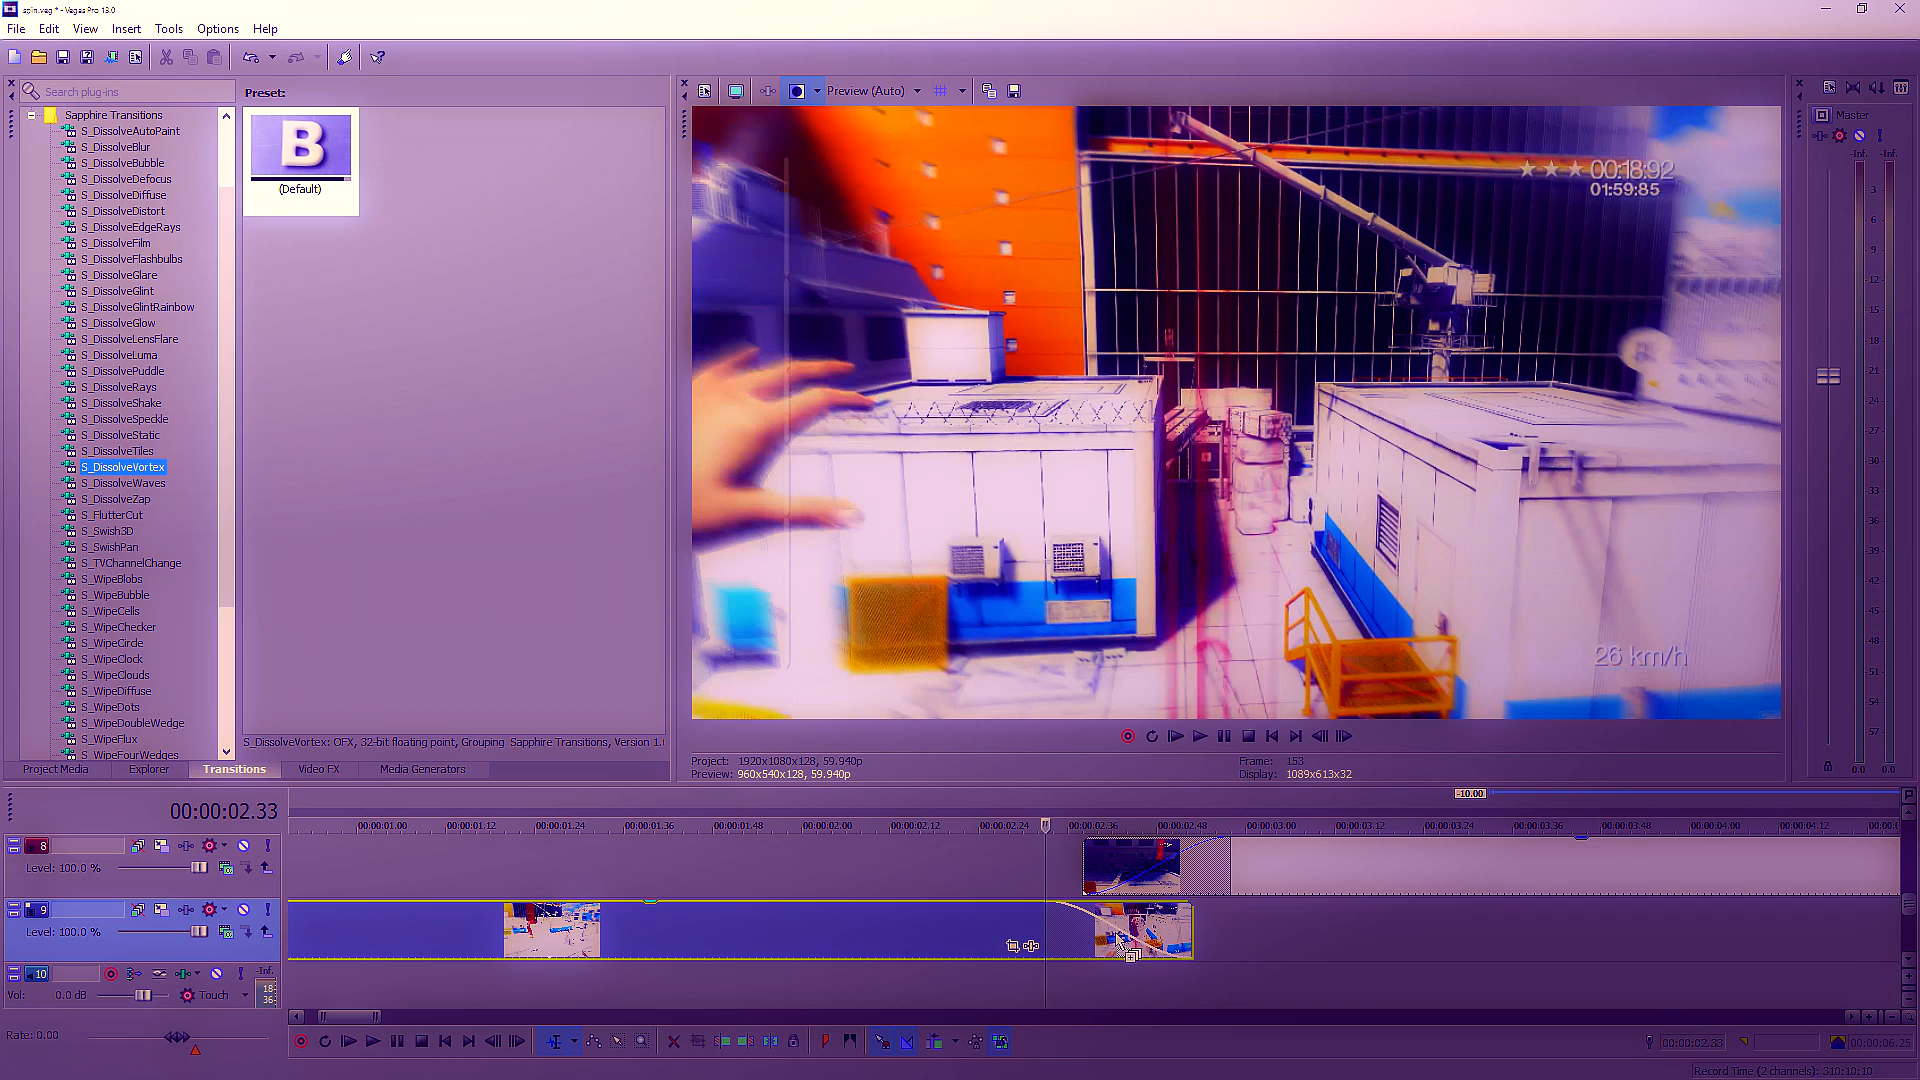 spin.veg * - Vegas Pro 13.0
File Edit View Insert Tools Options Help
Search plug-ins
Preset:
Preview (Auto)
Sapphire Transitions
S_DissolveAutoPaint
S_DissolveBlur
S_DissolveBubble
S_DissolveDefocus
S_DissolveDiffuse
S_DissolveDistort
S_DissolveEdgeRays
S_DissolveFilm
S_DissolveFlashbulbs
S_DissolveGlare
S_DissolveGlint
S_DissolveGlintRainbow
S_DissolveGlow
S_DissolveLensFlare
S_DissolveLuma
S_DissolvePuddle
S_DissolveRays
S_DissolveShake
S_DissolveSpeckle
S_DissolveStatic
S_DissolveTiles
S_DissolveVortex
S_DissolveWaves
S_DissolveZap
S_FlutterCut
S_Swish3D
S_SwishPan
S_TVChannelChange
S_WipeBlobs
S_WipeBubble
S_WipeCells
S_WipeChecker
S_WipeCircle
S_WipeClock
S_WipeClouds
S_WipeDiffuse
S_WipeDots
S_WipeDoubleWedge
S_WipeFlux
S_WipeFourWedges
B
(Default)
S_DissolveVortex: OFX, 32-bit floating point, Grouping Sapphire Transitions, Version 1.
Project Media Explorer Transitions Video FX Media Generators
00:18:92
01:59:85
26 km/h
Project: 1920x1080x128, 59.940p
Preview: 960x540x128, 59.940p
Frame: 153
Display: 1089x613x32
Master
-Inf. -Inf.
3
6
9
12
15
18
21
24
27
30
33
36
39
42
45
48
51
54
57
0.0 0.0
-10.00
00:00:02.33
00:00:01.00 00:00:01.12 00:00:01.24 00:00:01.36 00:00:01.48 00:00:02.00 00:00:02.12 00:00:02.24 00:00:02.36 00:00:02.48 00:00:03.00 00:00:03.12 00:00:03.24 00:00:03.36 00:00:03.48 00:00:04.00 00:00:04.12
8
Level: 100.0 %
9
Level: 100.0 %
10
-Inf.
Vol: 0.0 dB Touch
18
36
Rate: 0.00
00:00:02.33
00:00:06.25
Record Time (2 channels): 310:10:10